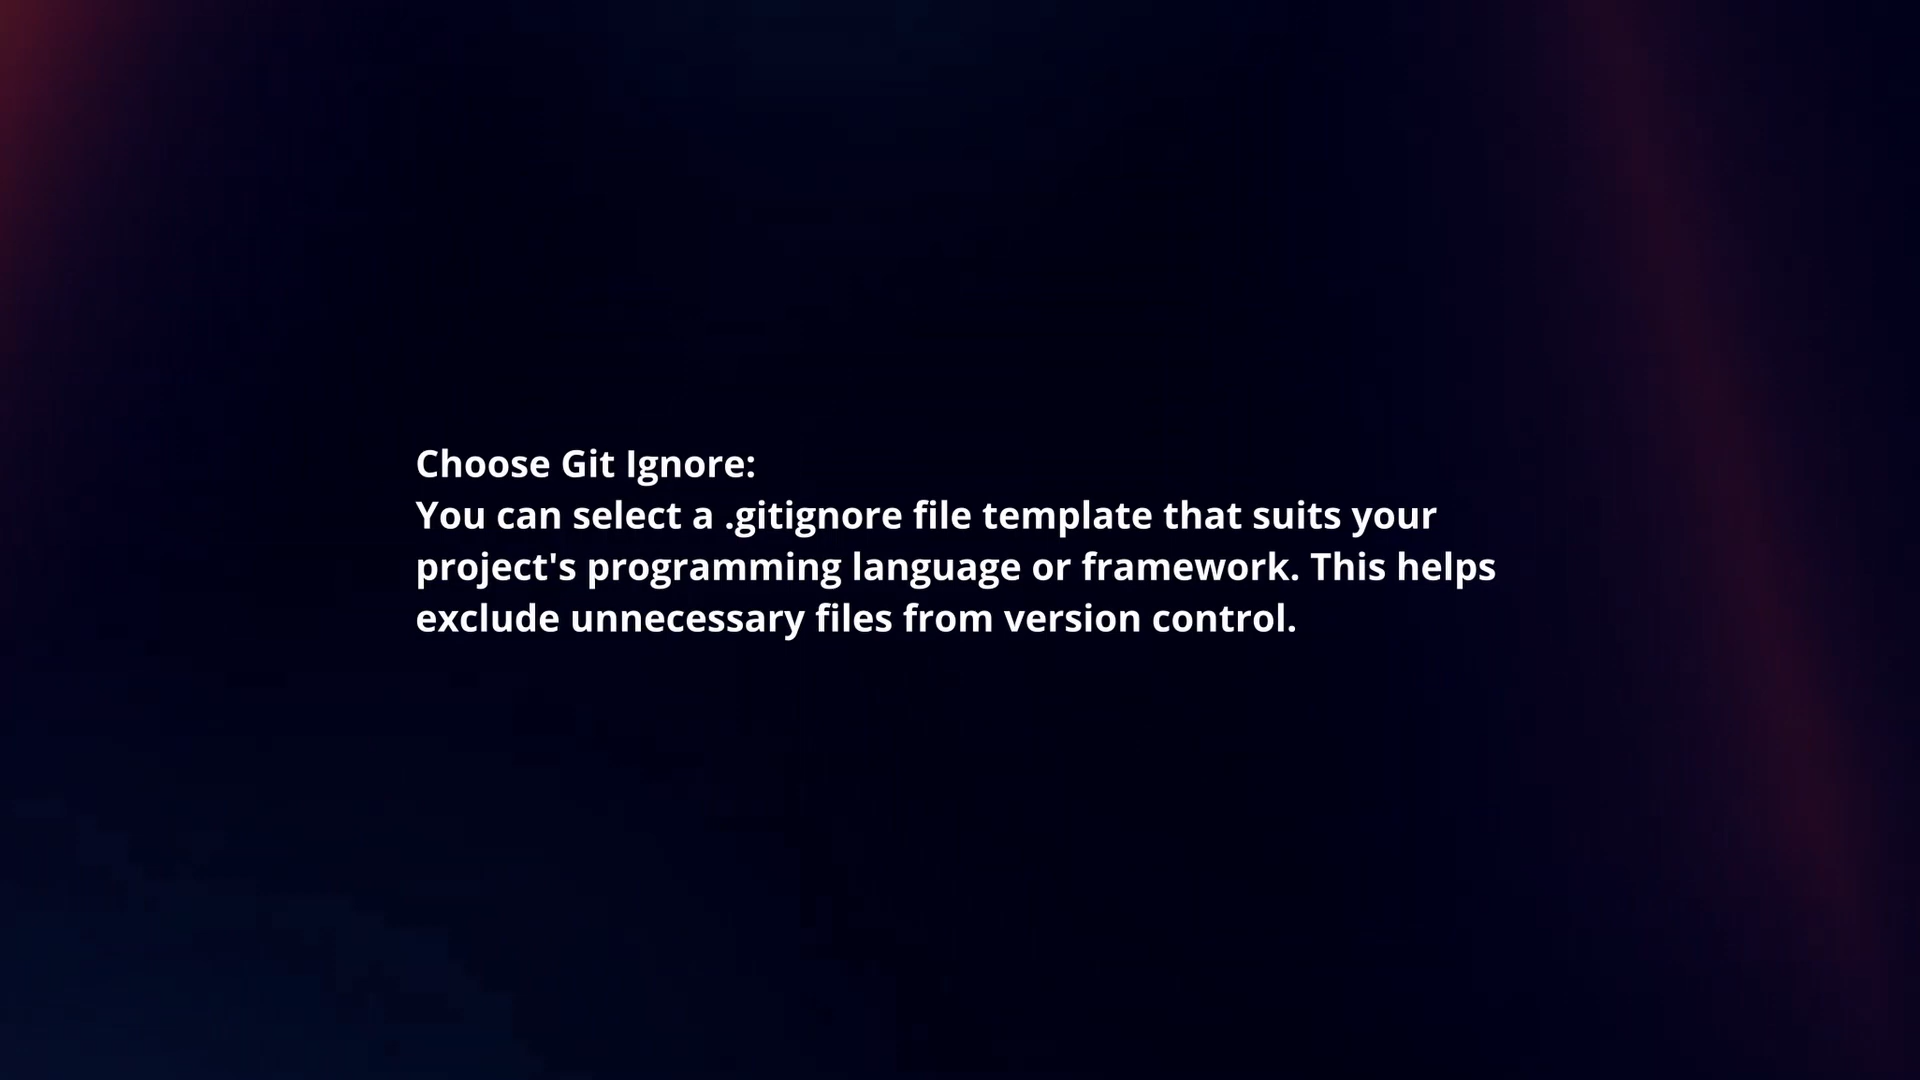 Choose Git Ignore:
You can select a .gitignore file template that suits your
project's programming language or framework. This helps
exclude unnecessary files from version control.